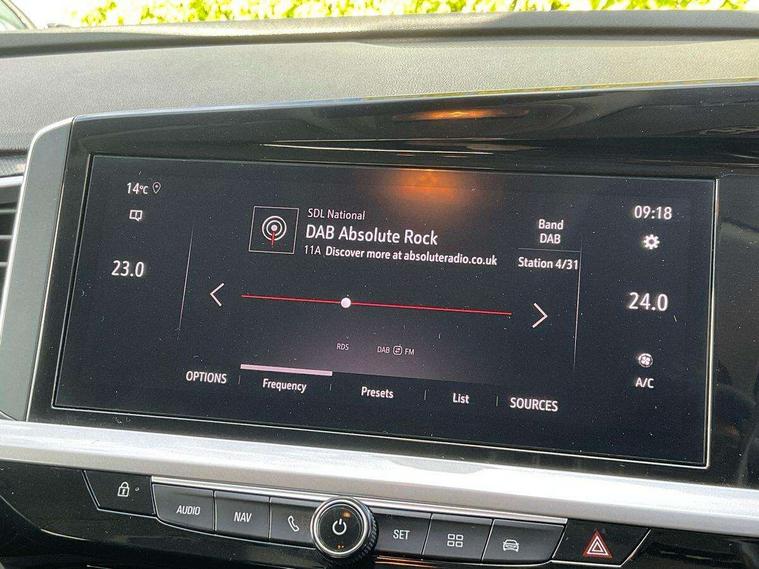 14°C
23.0
SDL National
DAB Absolute Rock
11A Discover more at absoluteradio.co.uk
Band
DAB
Station 4/31
09:18
24.0
A/C
RDS
DAB FM
OPTIONS
Frequency
Presets
List
SOURCES
AUDIO
NAV
SET